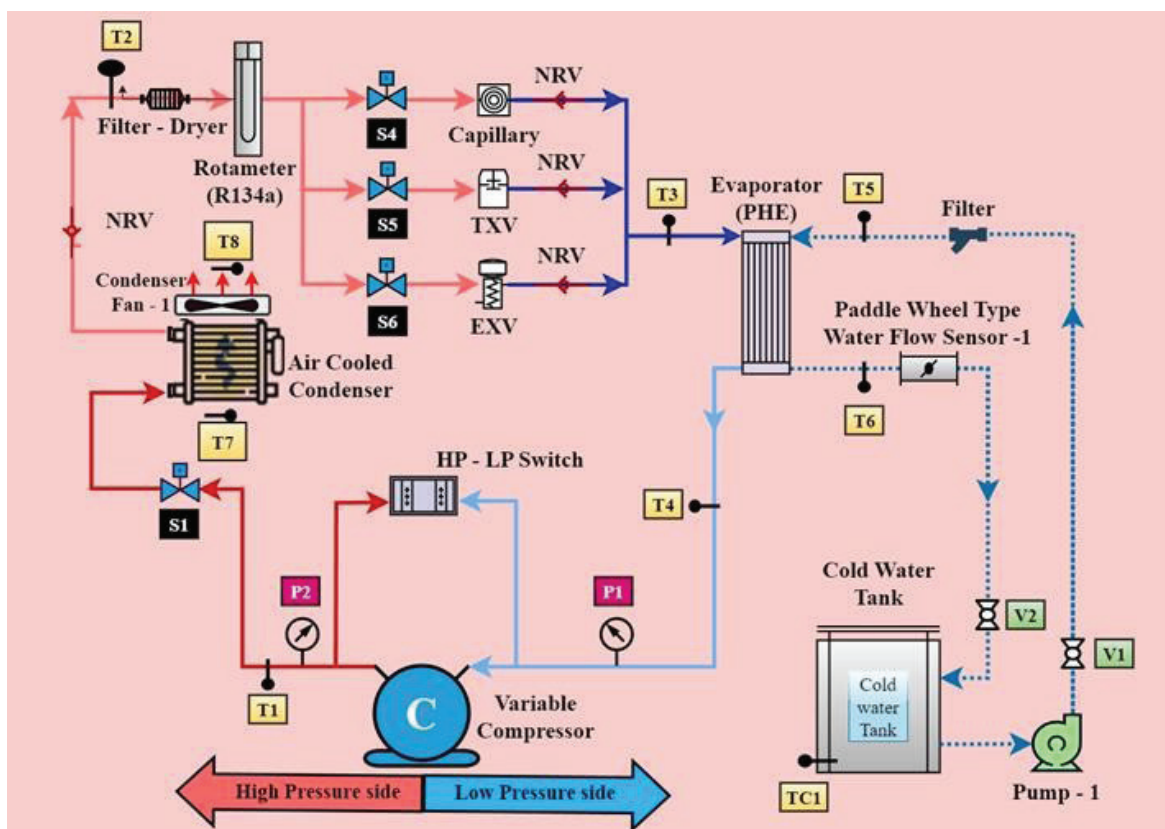 T2
Filter - Dryer
Rotameter
(R134a)
S4
Capillary
NRV
S5
TXV
NRV
S6
EXV
NRV
NRV
T8
Condenser
Fan - 1
Air Cooled
Condenser
T7
S1
T3
Evaporator
(PHE)
T5
Filter
Paddle Wheel Type
Water Flow Sensor -1
T6
HP - LP Switch
T4
P2
P1
T1
C
Variable
Compressor
Cold Water
Tank
V2
V1
Cold
water
Tank
TC1
C
Pump - 1
High Pressure side
Low Pressure side